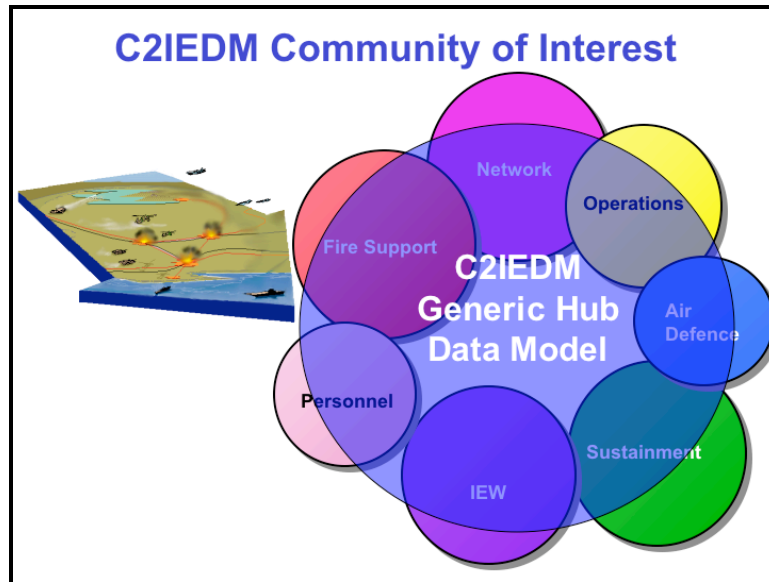 C2IEDM Community of Interest
Network
Operations
Fire Support
C2IEDM
Generic Hub
Data Model
Air
Defence
Personnel
Sustainment
IEW